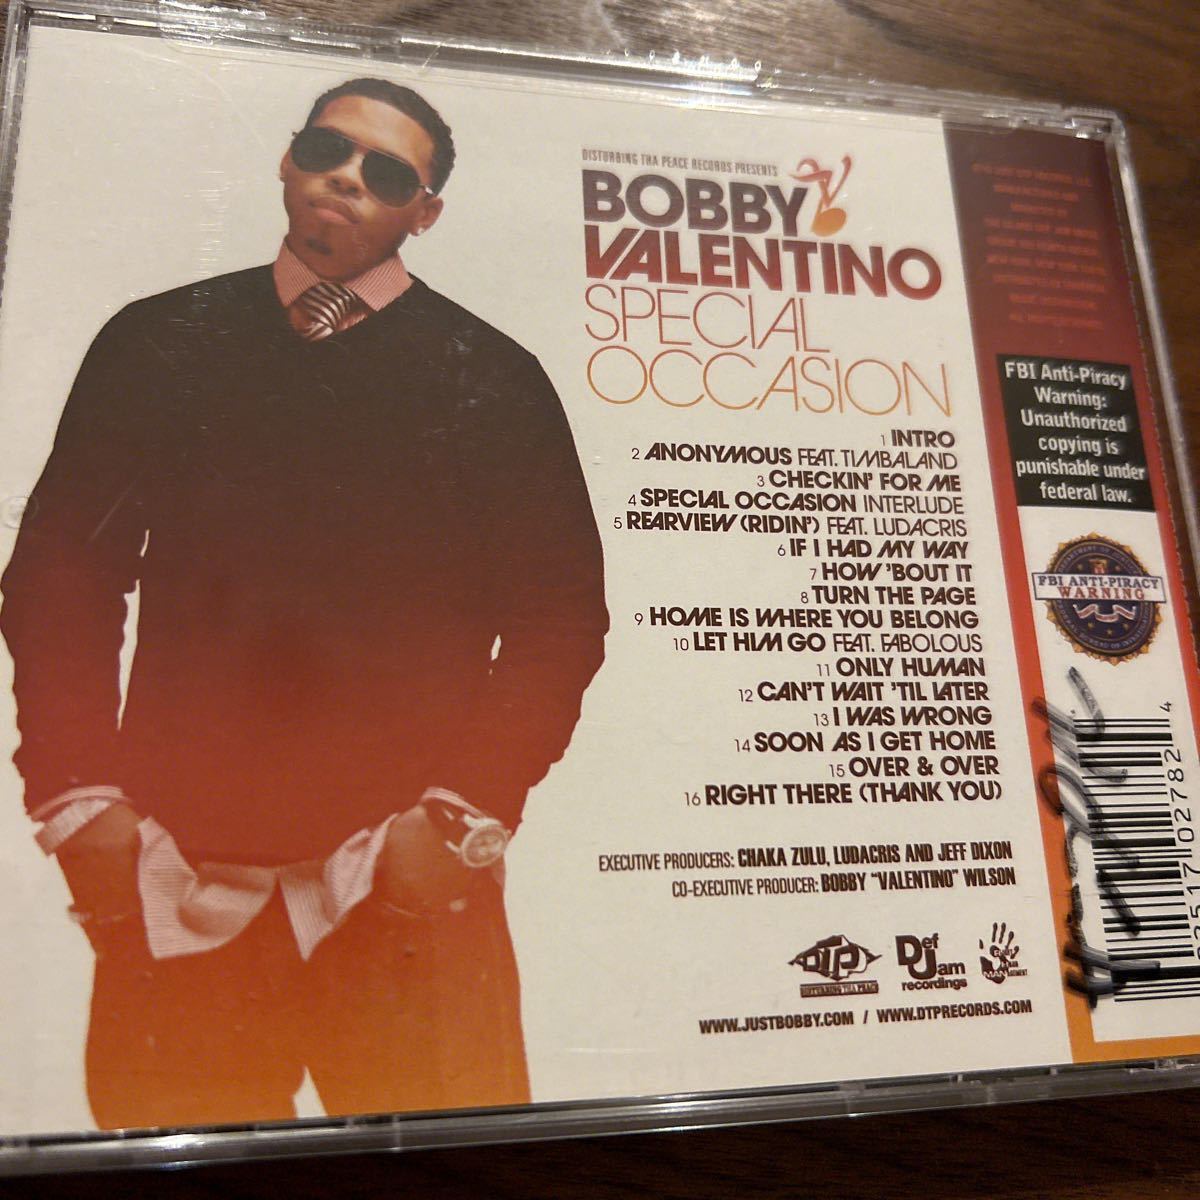 DISTURBING THA PEACE RECORDS PRESENTS
BOBBY
VALENTINO
SPECIAL
OCCASION
1 INTRO
2 ANONYMOUS FEAT. TIMBALAND
3 CHECKIN' FOR ME
4 SPECIAL OCCASION INTERLUDE
5 REARVIEW (RIDIN') FEAT. LUDACRIS
6 IF I HAD MY WAY
7 HOW 'BOUT IT
8 TURN THE PAGE
9 HOME IS WHERE YOU BELONG
10 LET HIM GO FEAT. FABOLOUS
11 ONLY HUMAN
12 CAN'T WAIT 'TIL LATER
13 I WAS WRONG
14 SOON AS I GET HOME
15 OVER & OVER
16 RIGHT THERE (THANK YOU)
EXECUTIVE PRODUCERS: CHAKA ZULU, LUDACRIS AND JEFF DIXON
CO-EXECUTIVE PRODUCER: BOBBY "VALENTINO" WILSON
DTP
DISTURBING THA PEACE
Def
Jam
recordings
WWW.JUSTBOBBY.COM / WWW.DTPRECORDS.COM
FBI Anti-Piracy
Warning:
Unauthorized
copying is
punishable under
federal law.
FBI ANTI-PIRACY
WARNING
02782 4